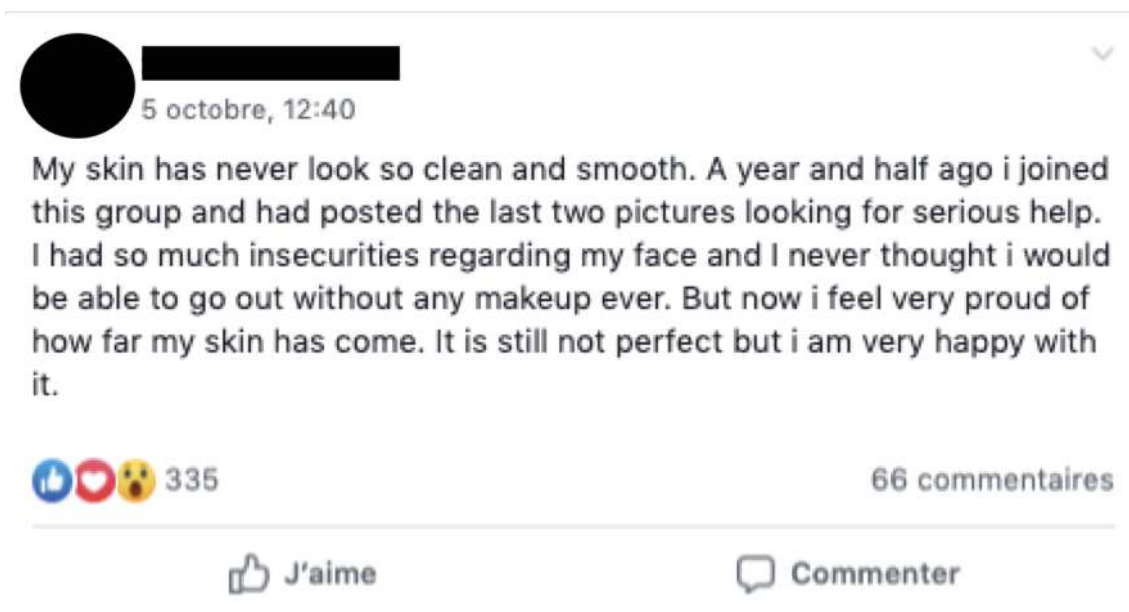 5 octobre, 12:40
My skin has never look so clean and smooth. A year and half ago i joined
this group and had posted the last two pictures looking for serious help.
I had so much insecurities regarding my face and I never thought i would
be able to go out without any makeup ever. But now i feel very proud of
how far my skin has come. It is still not perfect but i am very happy with
it.
335
66 commentaires
J'aime
Commenter